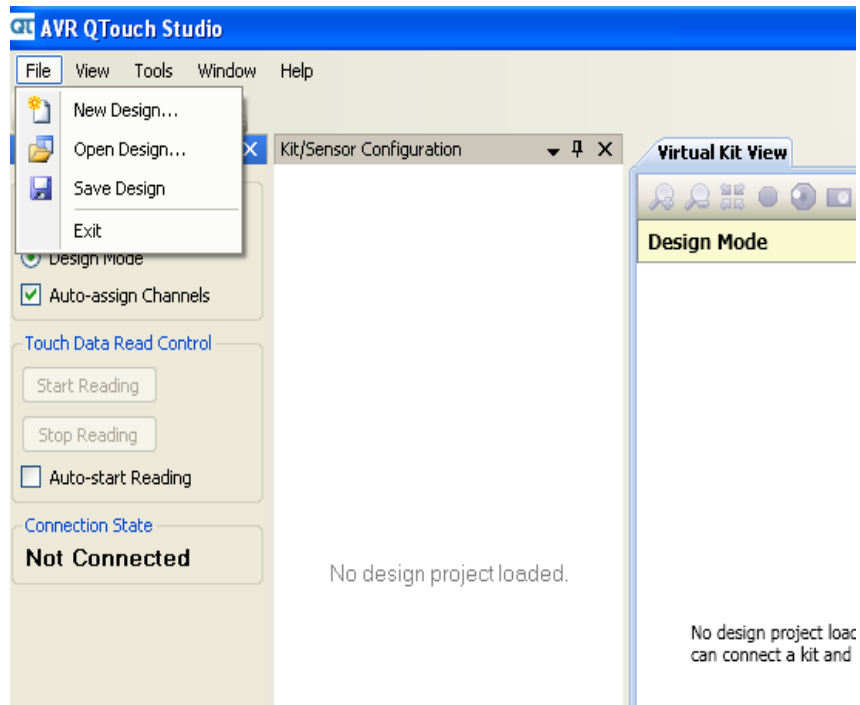 QT AVR QTouch Studio
File View Tools Window Help
New Design...
Open Design...
Save Design
Exit
Design Mode
Auto-assign Channels
Touch Data Read Control
Start Reading
Stop Reading
Auto-start Reading
Connection State
Not Connected
Kit/Sensor Configuration
No design project loaded.
Virtual Kit View
Design Mode
No design project loac
can connect a kit and